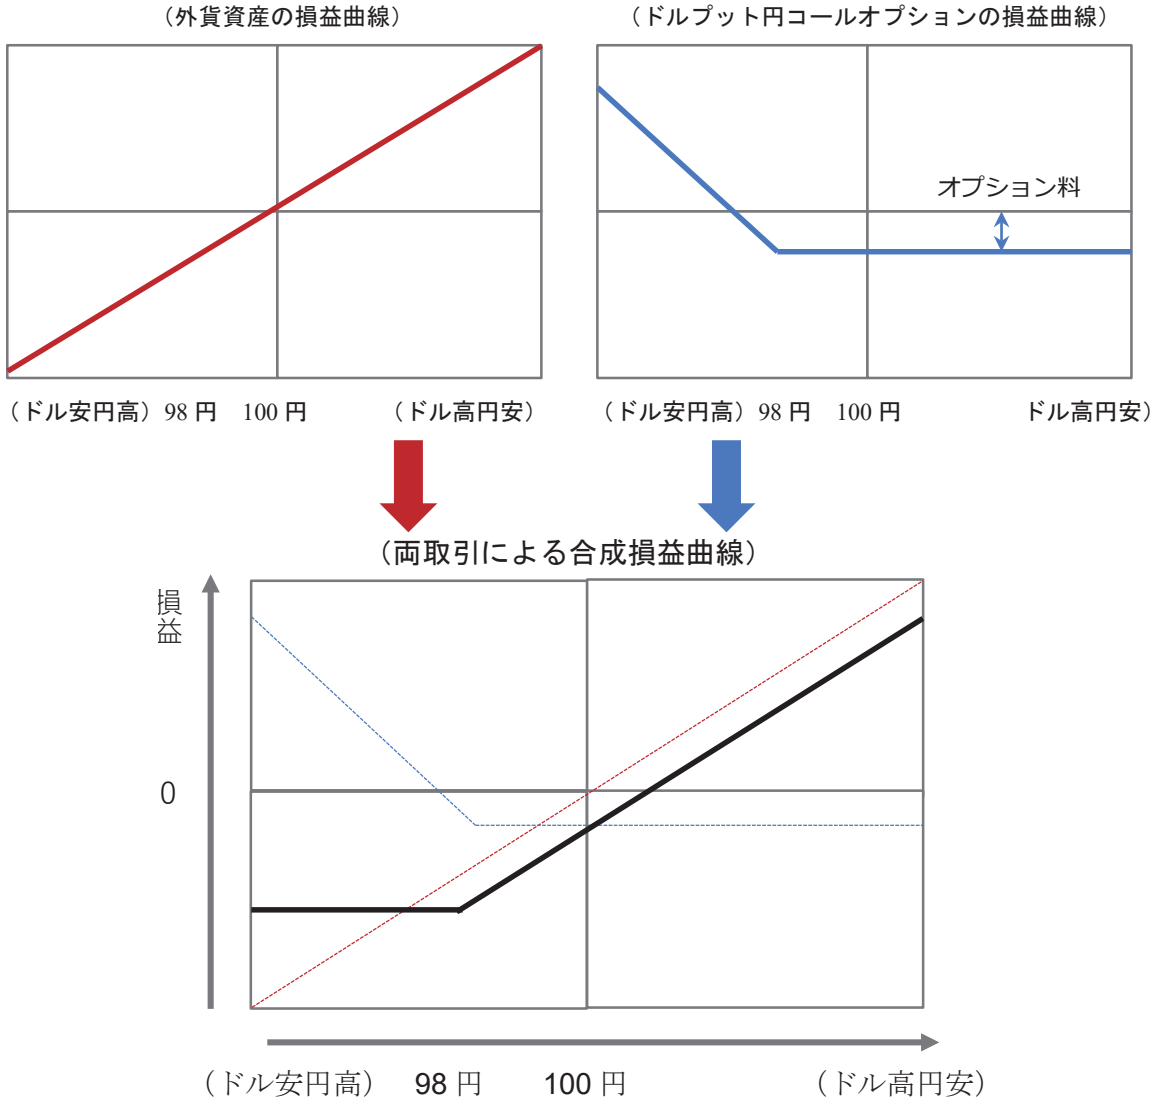 （外貨資産の損益曲線）
（ドルプット円コールオプションの損益曲線）
オプション料
（ドル安円高）98 円 100 円 （ドル高円安）
（ドル安円高）98 円 100 円 ドル高円安）
（両取引による合成損益曲線）
損益
0
（ドル安円高） 98 円 100 円 （ドル高円安）